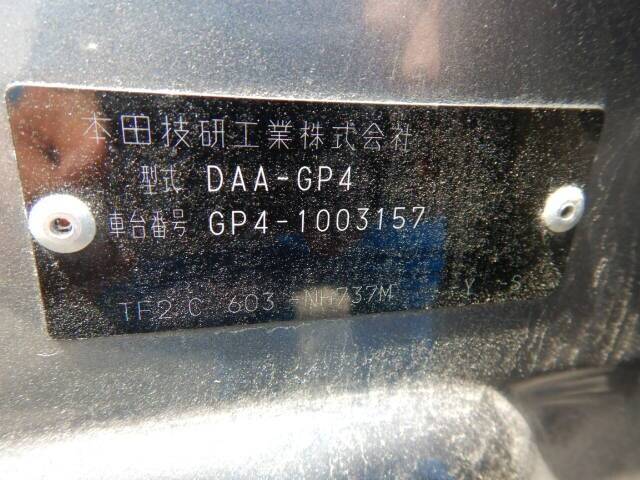 本田技研工業株式会社
型式 DAA-GP4
車台番号 GP4-1003157
TF2 C 603 -NH737M Y -S